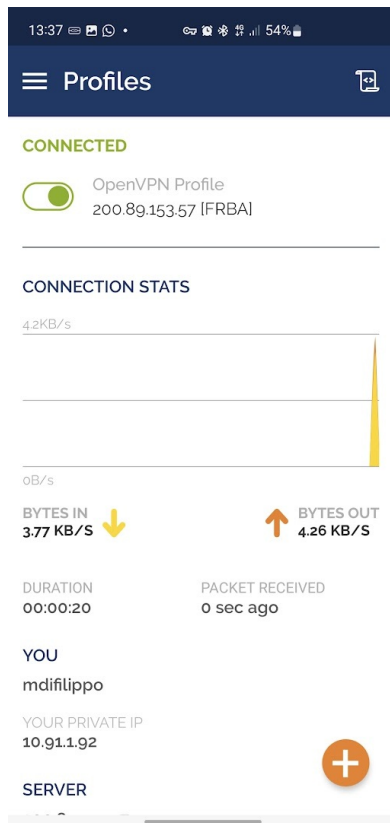 13:37 54%
Profiles
CONNECTED
OpenVPN Profile
200.89.153.57 [FRBA]
CONNECTION STATS
4.2KB/s
0B/s
BYTES IN
3.77 KB/S
BYTES OUT
4.26 KB/S
DURATION
00:00:20
PACKET RECEIVED
0 sec ago
YOU
mdifilippo
YOUR PRIVATE IP
10.91.1.92
SERVER